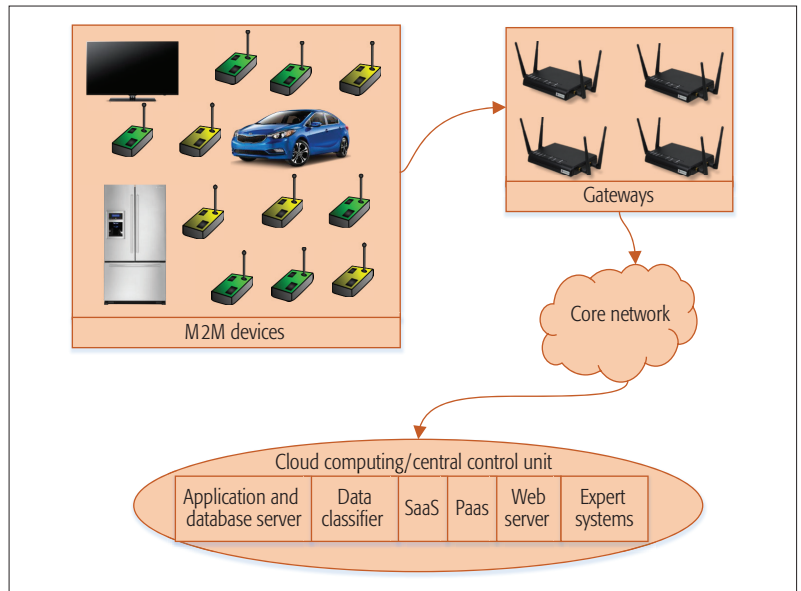 M2M devices
Gateways
Core network
Cloud computing/central control unit
Application and
database server
Data
classifier
SaaS
Paas
Web
server
Expert
systems